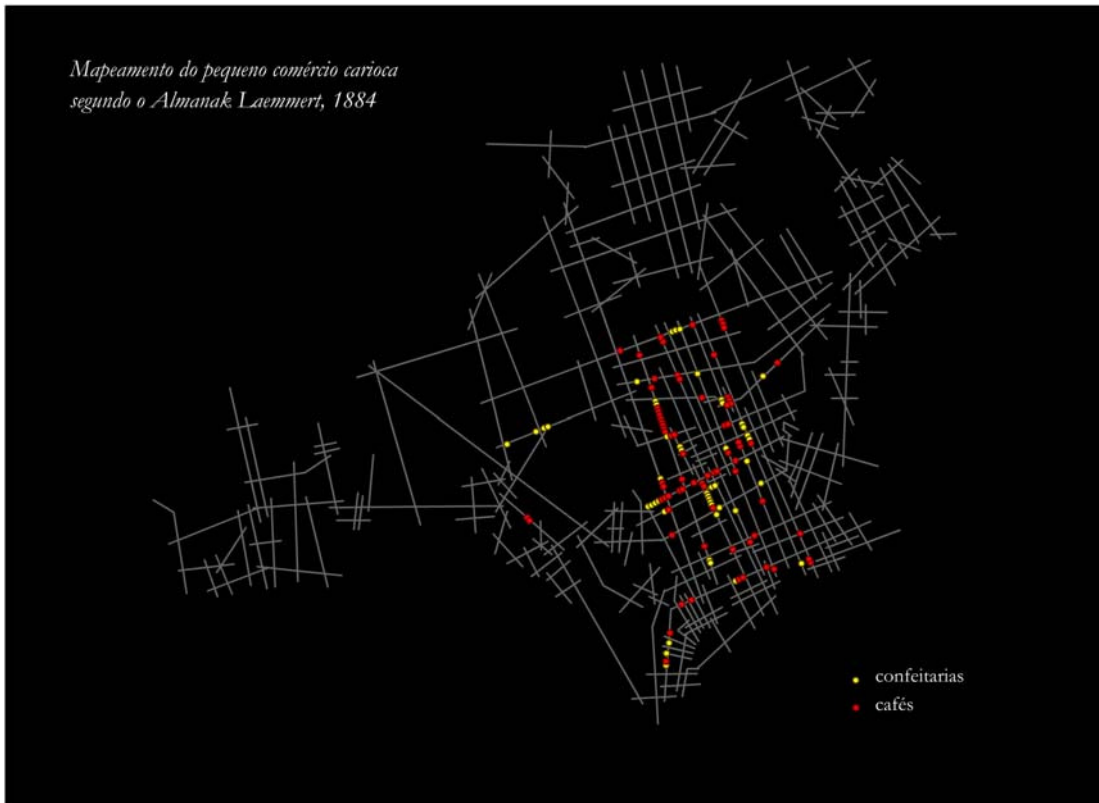 Mapeamento do pequeno comércio carioca
segundo o Almanak Laemmert, 1884
confeitarias
cafés